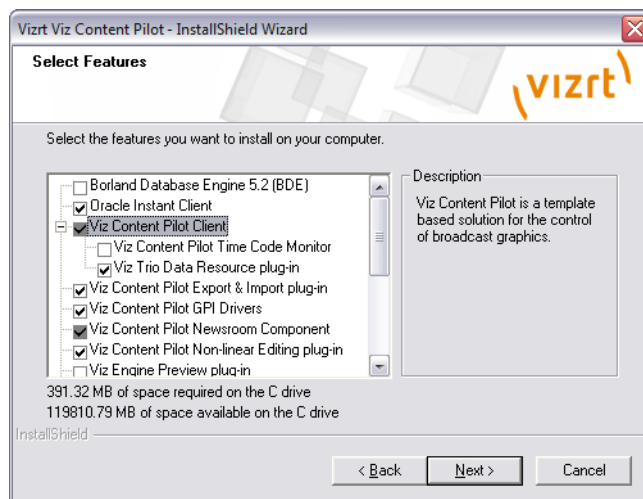 Vizrt Viz Content Pilot - InstallShield Wizard
Select Features
vizrt
Select the features you want to install on your computer.
Borland Database Engine 5.2 (BDE)
Oracle Instant Client
Viz Content Pilot Client
Viz Content Pilot Time Code Monitor
Viz Trio Data Resource plug-in
Viz Content Pilot Export & Import plug-in
Viz Content Pilot GPI Drivers
Viz Content Pilot Newsroom Component
Viz Content Pilot Non-linear Editing plug-in
Viz Engine Preview plug-in
Description
Viz Content Pilot is a template
based solution for the control
of broadcast graphics.
391.32 MB of space required on the C drive
119810.79 MB of space available on the C drive
InstallShield
< Back
Next >
Cancel